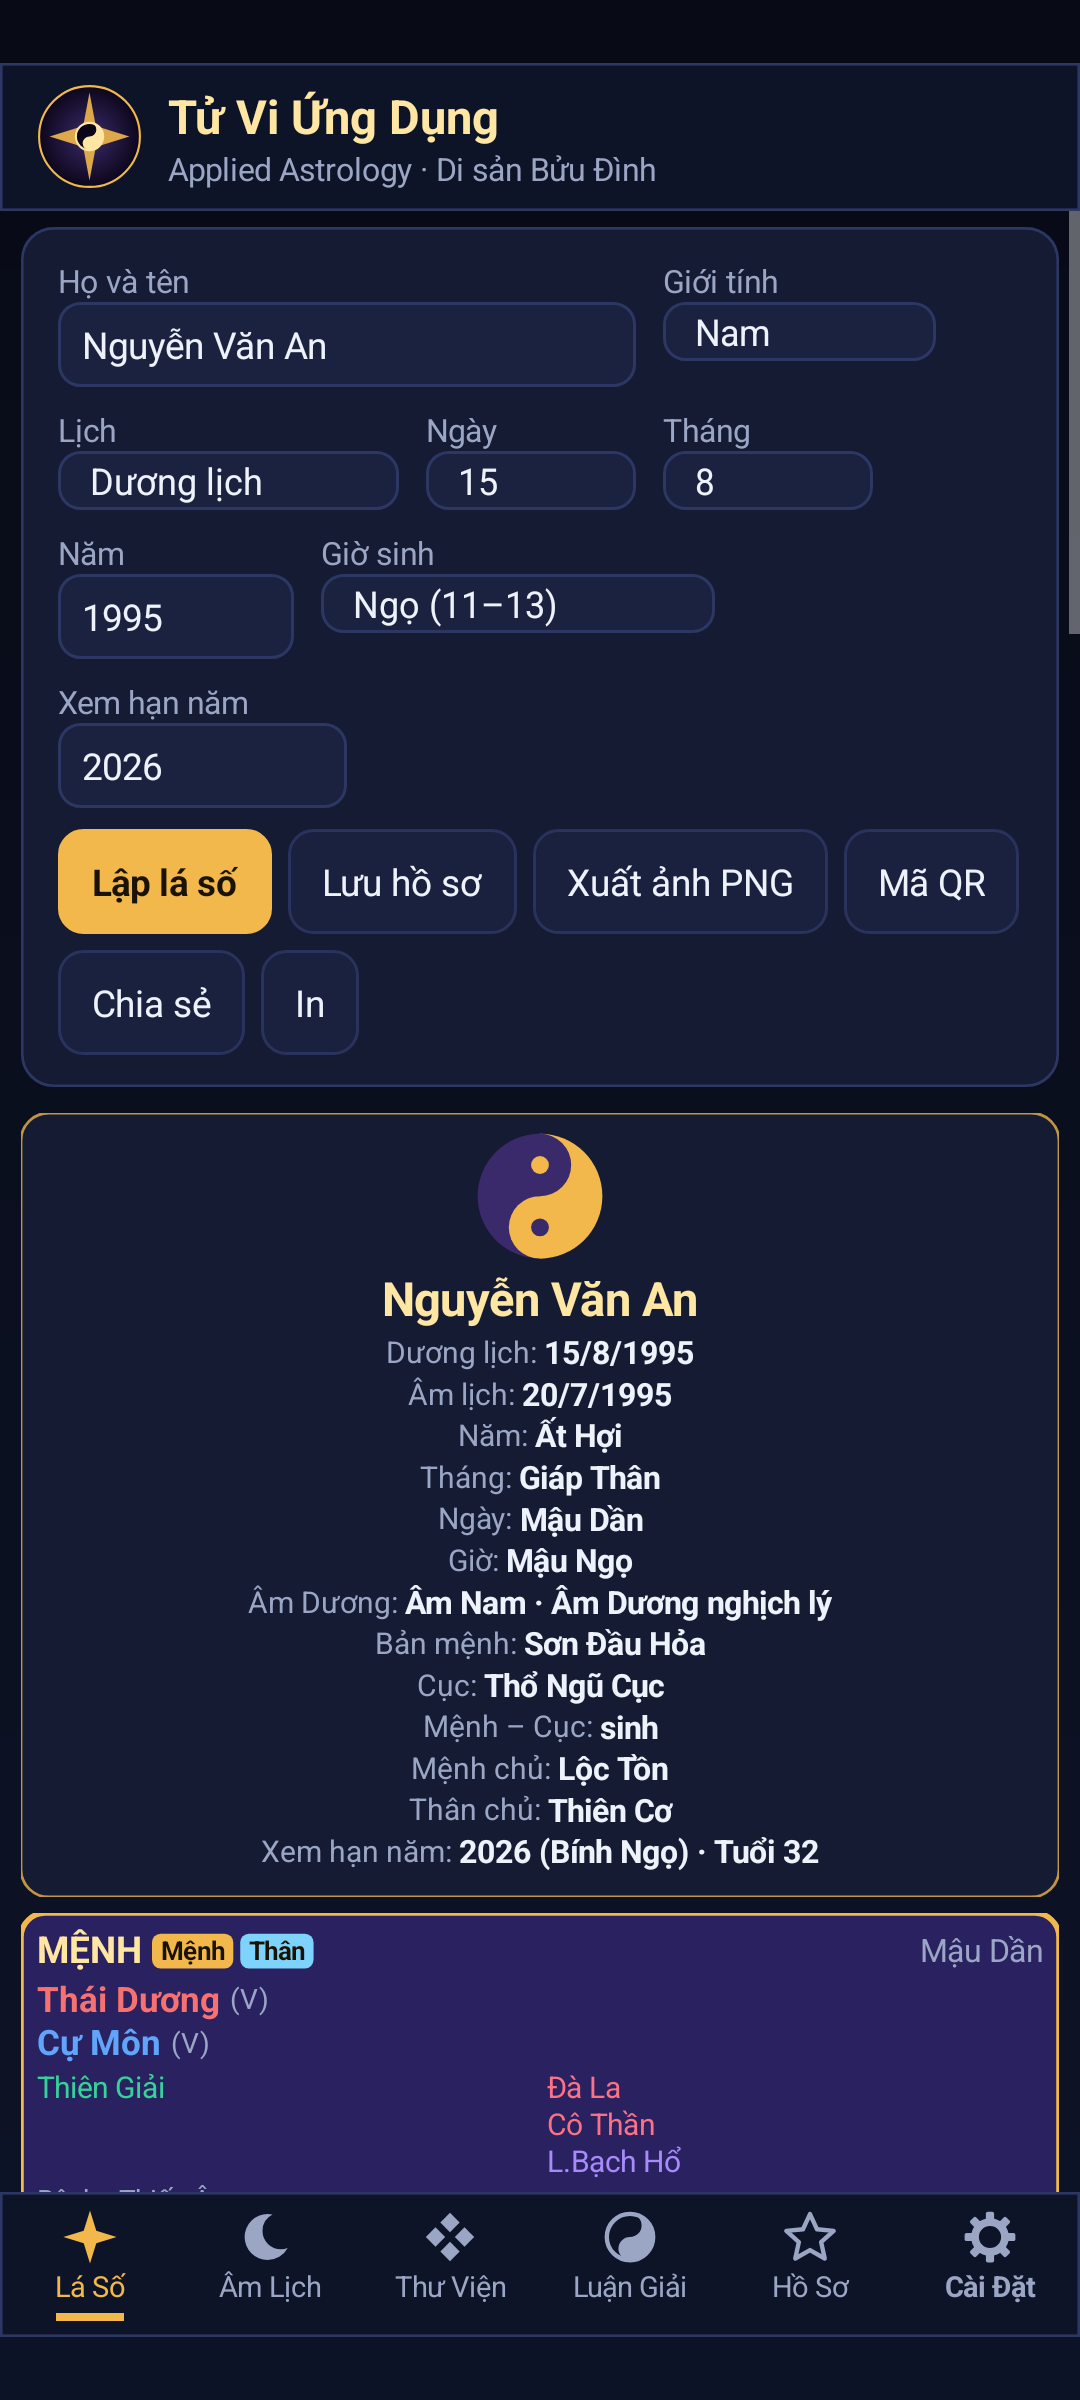 Tử Vi Ứng Dụng
Applied Astrology · Di sản Bửu Đình
Họ và tên
Giới tính
Nguyễn Văn An
Nam
Lịch
Ngày
Tháng
Dương lịch
15
8
Năm
Giờ sinh
1995
Ngọ (11–13)
Xem hạn năm
2026
Lập lá số
Lưu hồ sơ
Xuất ảnh PNG
Mã QR
Chia sẻ
In
Nguyễn Văn An
Dương lịch: 15/8/1995
Âm lịch: 20/7/1995
Năm: Ất Hợi
Tháng: Giáp Thân
Ngày: Mậu Dần
Giờ: Mậu Ngọ
Âm Dương: Âm Nam · Âm Dương nghịch lý
Bản mệnh: Sơn Đầu Hỏa
Cục: Thổ Ngũ Cục
Mệnh – Cục: sinh
Mệnh chủ: Lộc Tồn
Thân chủ: Thiên Cơ
Xem hạn năm: 2026 (Bính Ngọ) · Tuổi 32
MỆNH Mệnh Thân Mậu Dần
Thái Dương (V)
Cự Môn (V)
Thiên Giải
Đà La
Cô Thần
L.Bạch Hổ
Lá Số
Âm Lịch
Thư Viện
Luận Giải
Hồ Sơ
Cài Đặt